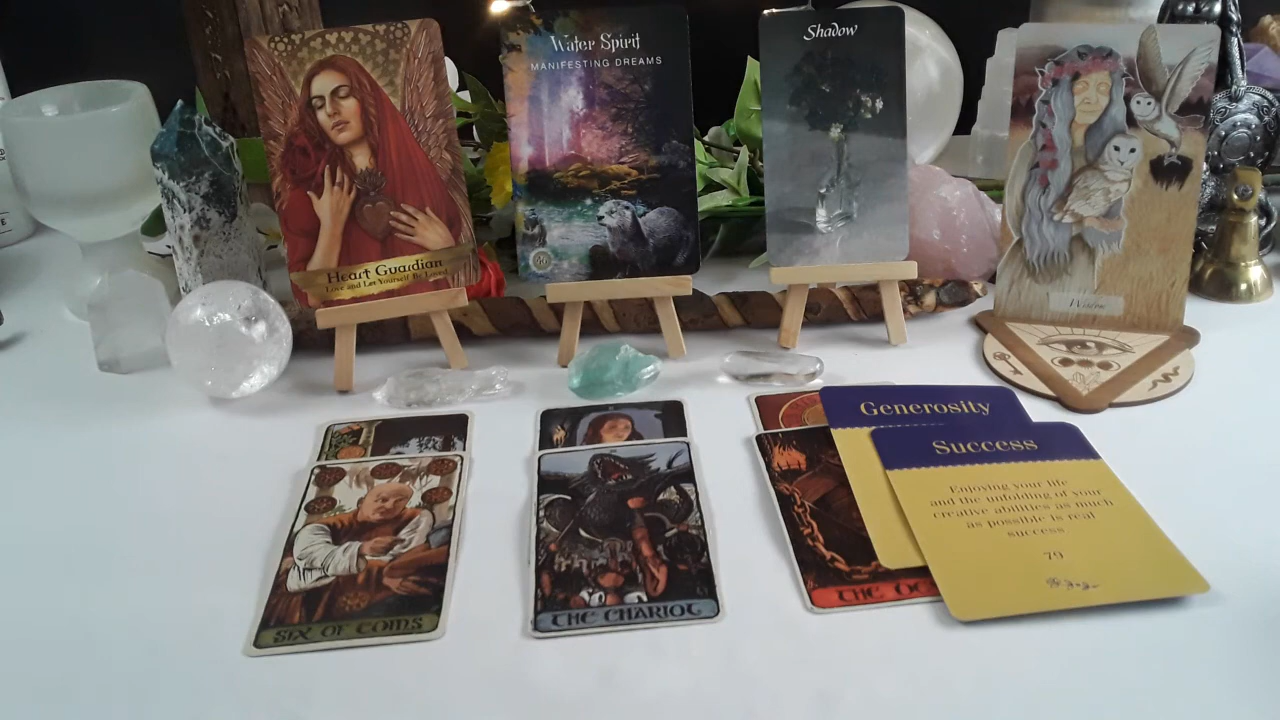 Heart Guardian
Love and Let Yourself Be Loved
Water Spirit
MANIFESTING DREAMS
Shadow
Generosity
Success
Enjoying your life
and the unfolding of your
creative abilities as much
as possible is real
success
79
SIX OF COINS
THE CHARIOT
THE